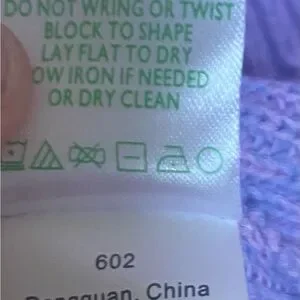 DO NOT WRING OR TWIST
BLOCK TO SHAPE
LAY FLAT TO DRY
OW IRON IF NEEDED
OR DRY CLEAN
602
Dongguan, China